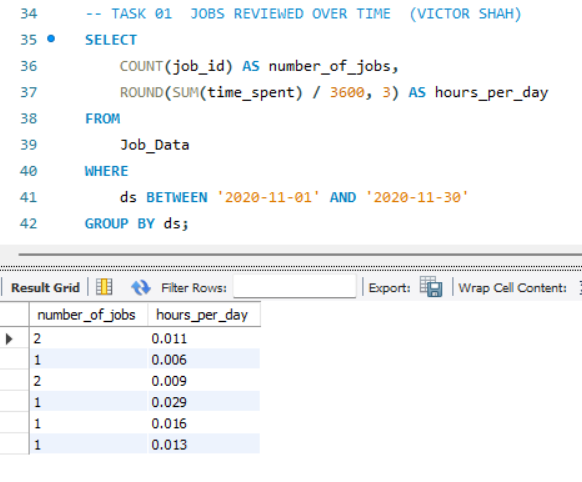 34 -- TASK 01 JOBS REVIEWED OVER TIME (VICTOR SHAH)
35 SELECT
36 COUNT(job_id) AS number_of_jobs,
37 ROUND(SUM(time_spent) / 3600, 3) AS hours_per_day
38 FROM
39 Job_Data
40 WHERE
41 ds BETWEEN '2020-11-01' AND '2020-11-30'
42 GROUP BY ds;
Result Grid Filter Rows: Export: Wrap Cell Content:
number_of_jobs hours_per_day
2 0.011
1 0.006
2 0.009
1 0.029
1 0.016
1 0.013